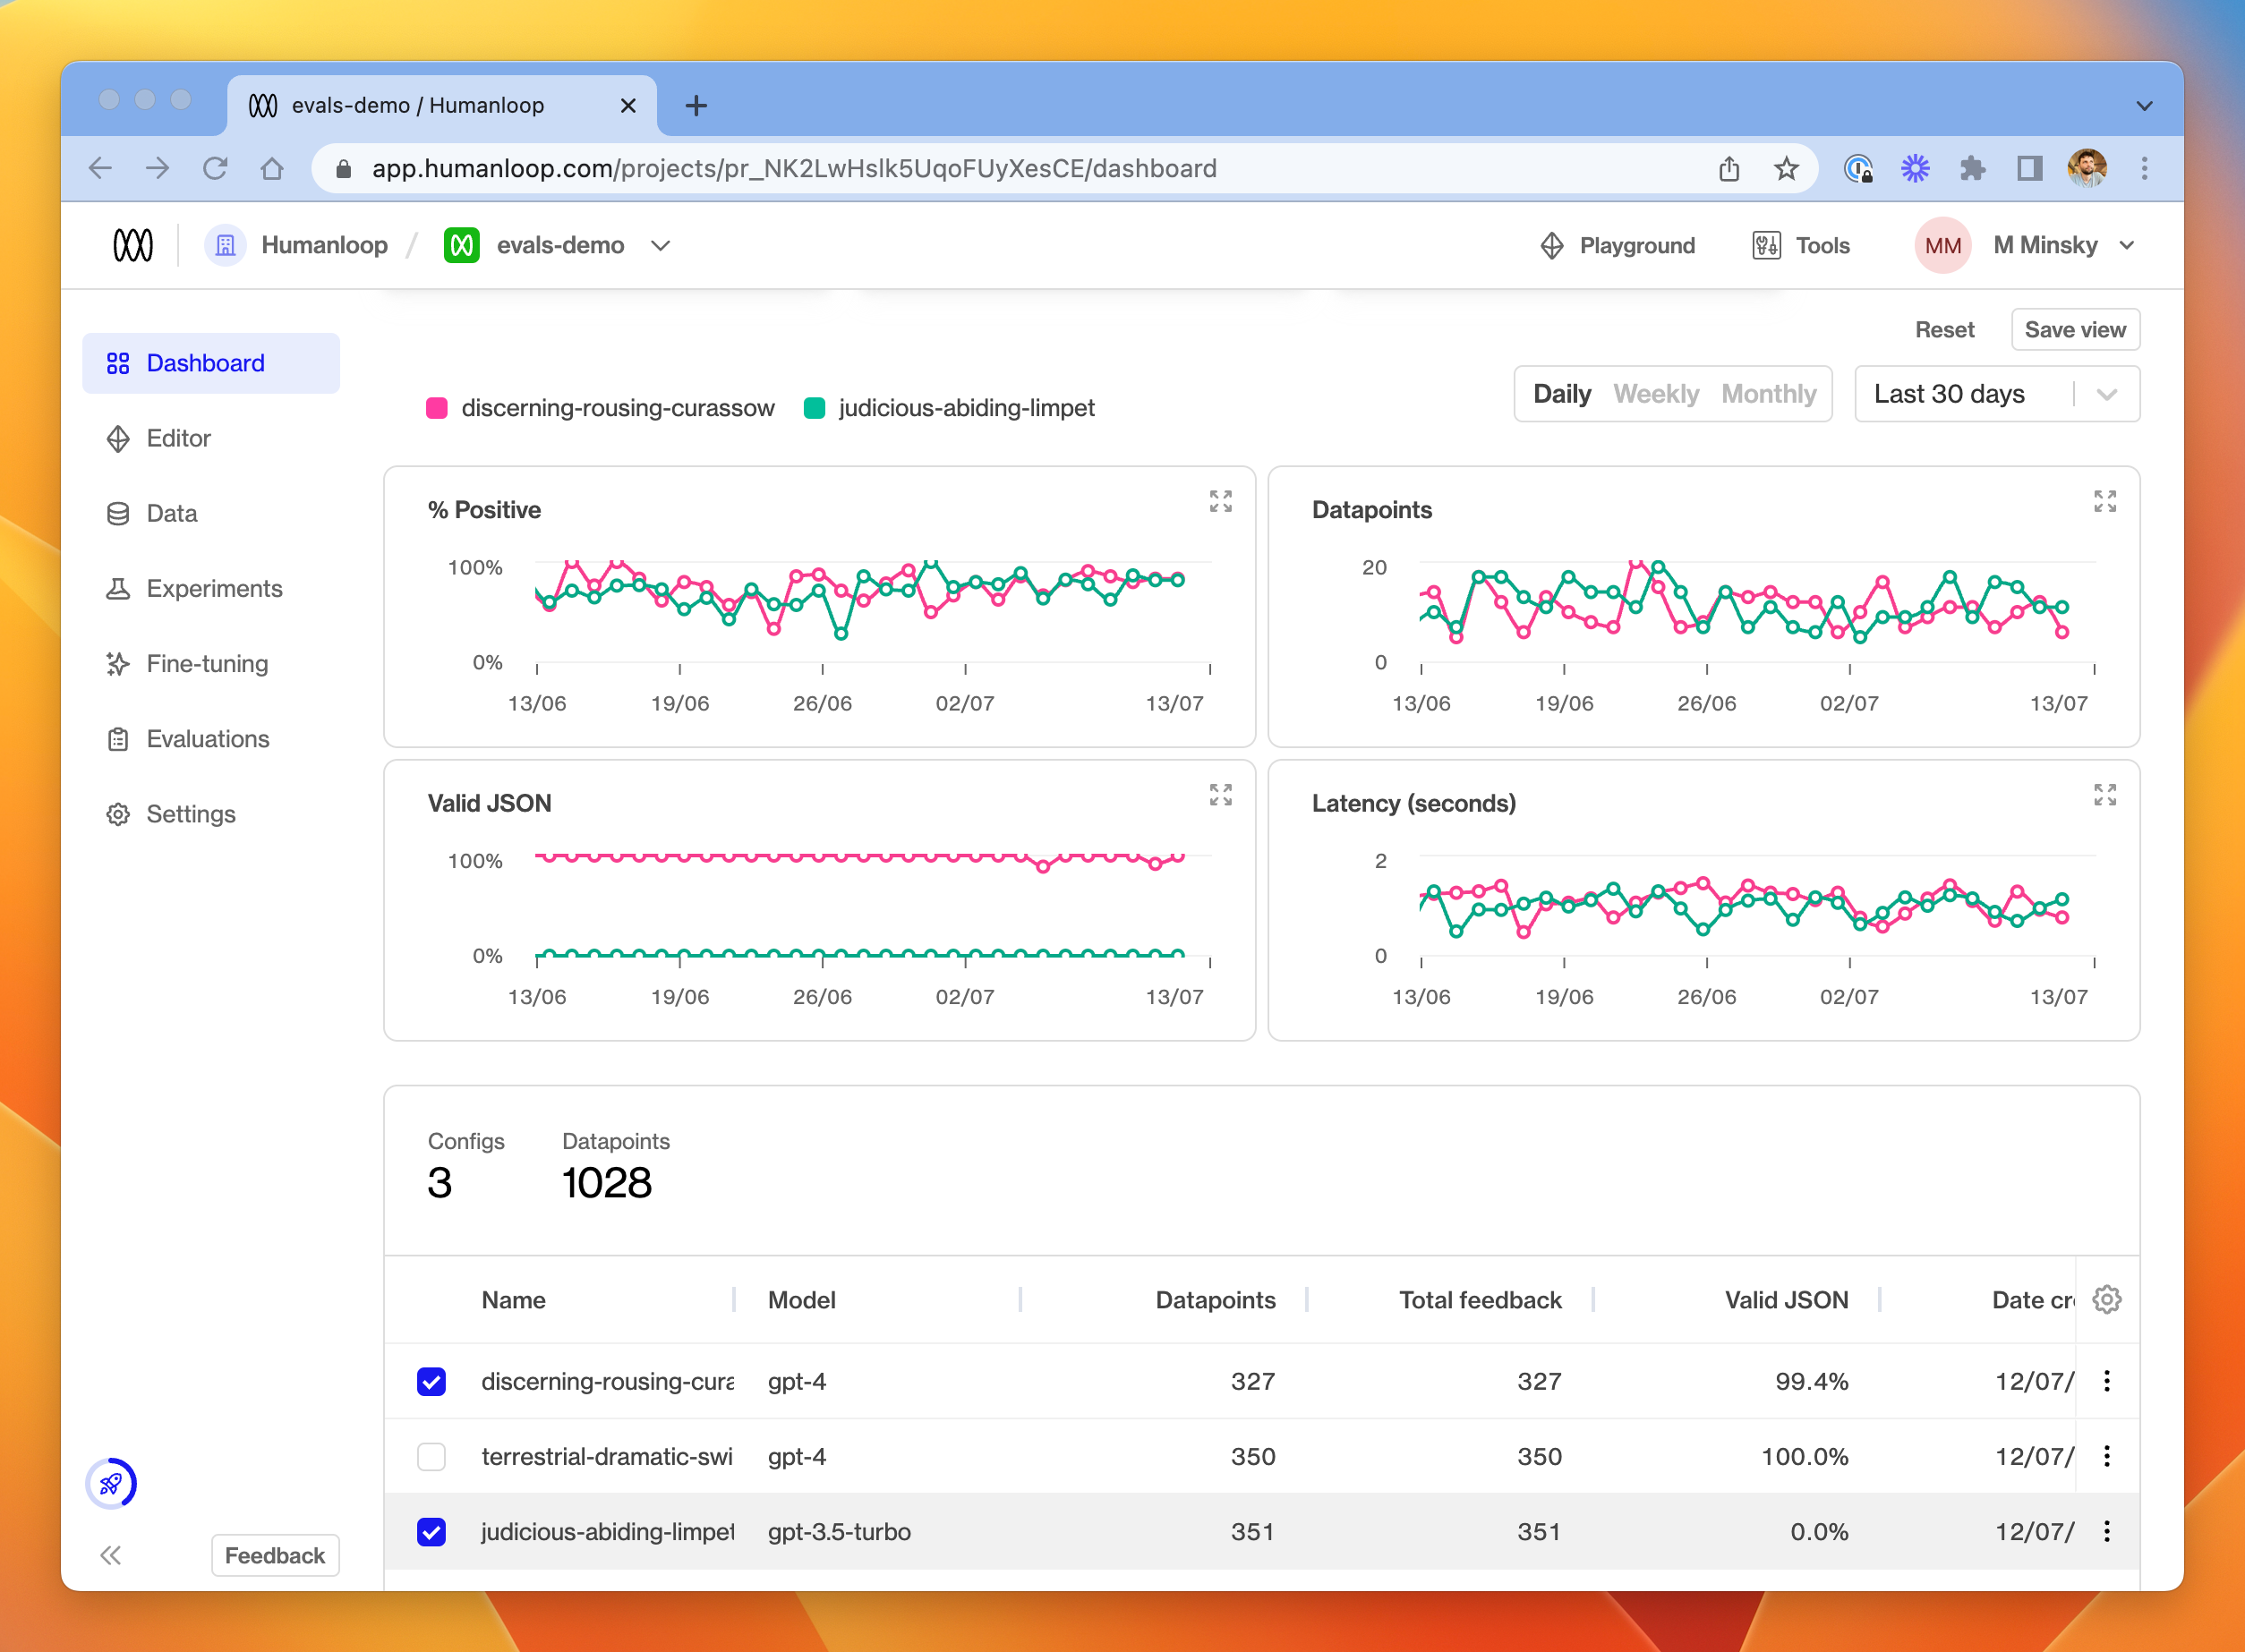 evals-demo / Humanloop
app.humanloop.com/projects/pr_NK2LwHslk5UqoFUyXesCE/dashboard
Humanloop / evals-demo
Playground
Tools
MM
M Minsky
Reset
Save view
Dashboard
Editor
Data
Experiments
Fine-tuning
Evaluations
Settings
Feedback
discerning-rousing-curassow
judicious-abiding-limpet
Daily Weekly Monthly
Last 30 days
% Positive
100%
0%
13/06 19/06 26/06 02/07 13/07
Datapoints
20
0
13/06 19/06 26/06 02/07 13/07
Valid JSON
100%
0%
13/06 19/06 26/06 02/07 13/07
Latency (seconds)
2
0
13/06 19/06 26/06 02/07 13/07
Configs Datapoints
3 1028
Name Model Datapoints Total feedback Valid JSON Date cr
discerning-rousing-cura gpt-4 327 327 99.4% 12/07/
terrestrial-dramatic-swi gpt-4 350 350 100.0% 12/07/
judicious-abiding-limpet gpt-3.5-turbo 351 351 0.0% 12/07/